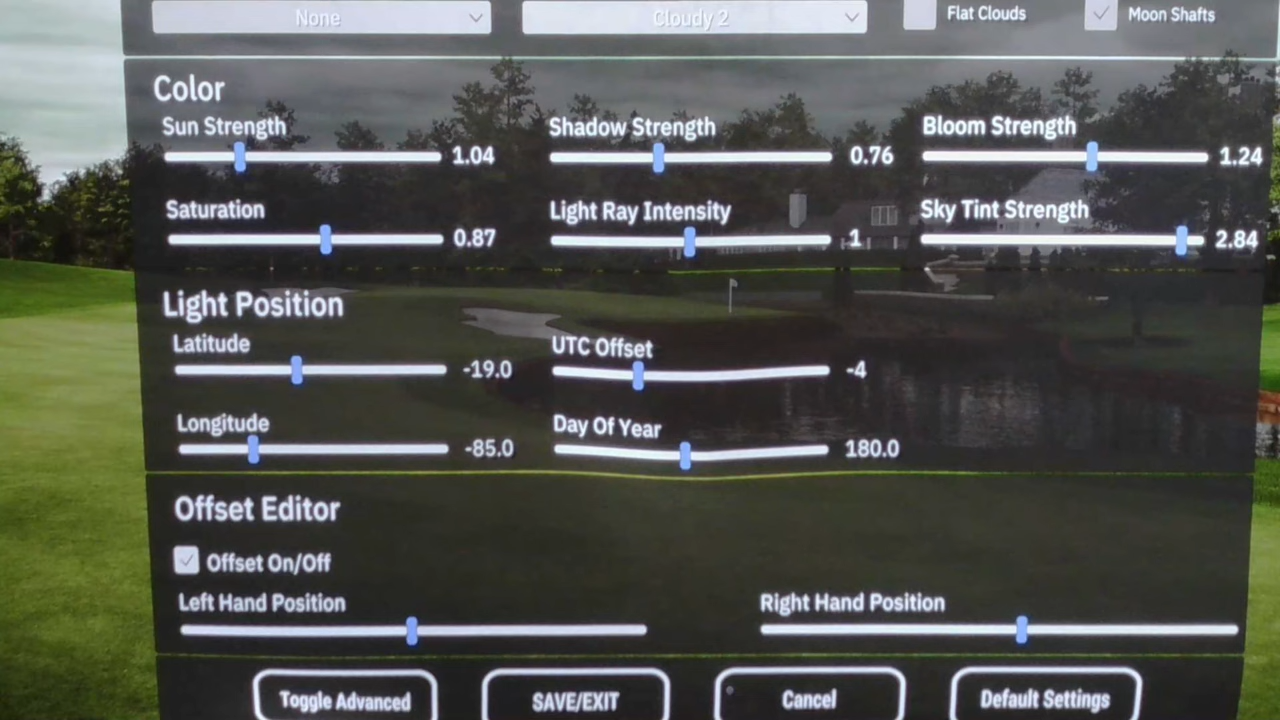 None
Cloudy 2
Flat Clouds
Moon Shafts
Color
Sun Strength
1.04
Shadow Strength
0.76
Bloom Strength
1.24
Saturation
0.87
Light Ray Intensity
1
Sky Tint Strength
2.84
Light Position
Latitude
-19.0
UTC Offset
-4
Longitude
-85.0
Day Of Year
180.0
Offset Editor
Offset On/Off
Left Hand Position
Right Hand Position
Toggle Advanced
SAVE/EXIT
Cancel
Default Settings